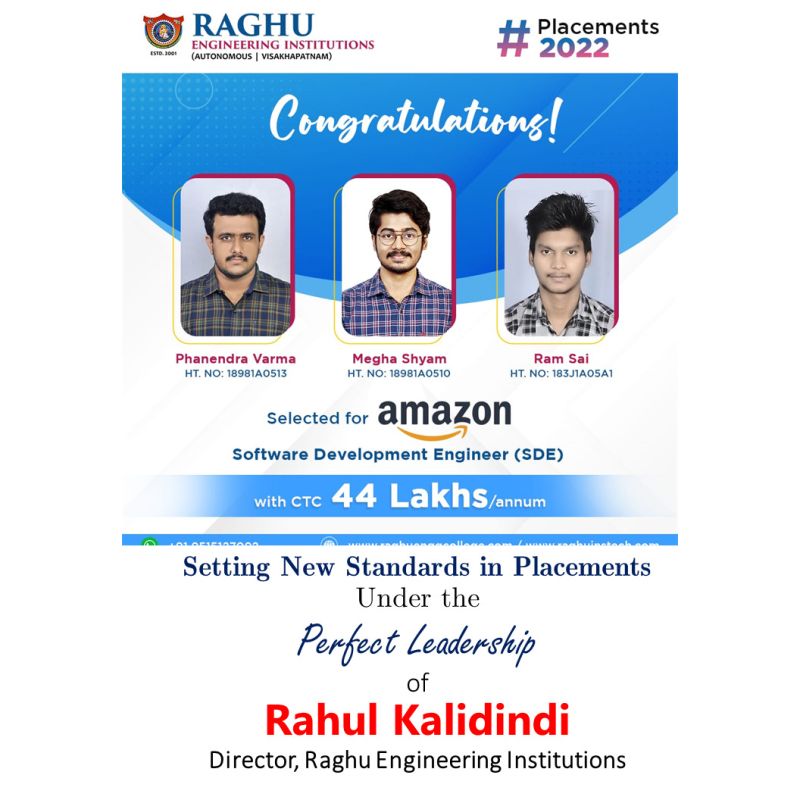 RAGHU
ENGINEERING INSTITUTIONS
(AUTONOMOUS | VISAKHAPATNAM)
ESTD. 2001
# Placements
2022
Congratulations!
Phanendra Varma
HT. NO: 18981A0513
Megha Shyam
HT. NO: 18981A0510
Ram Sai
HT. NO: 183J1A05A1
Selected for amazon
Software Development Engineer (SDE)
with CTC 44 Lakhs/annum
Setting New Standards in Placements
Under the
Perfect Leadership
of
Rahul Kalidindi
Director, Raghu Engineering Institutions